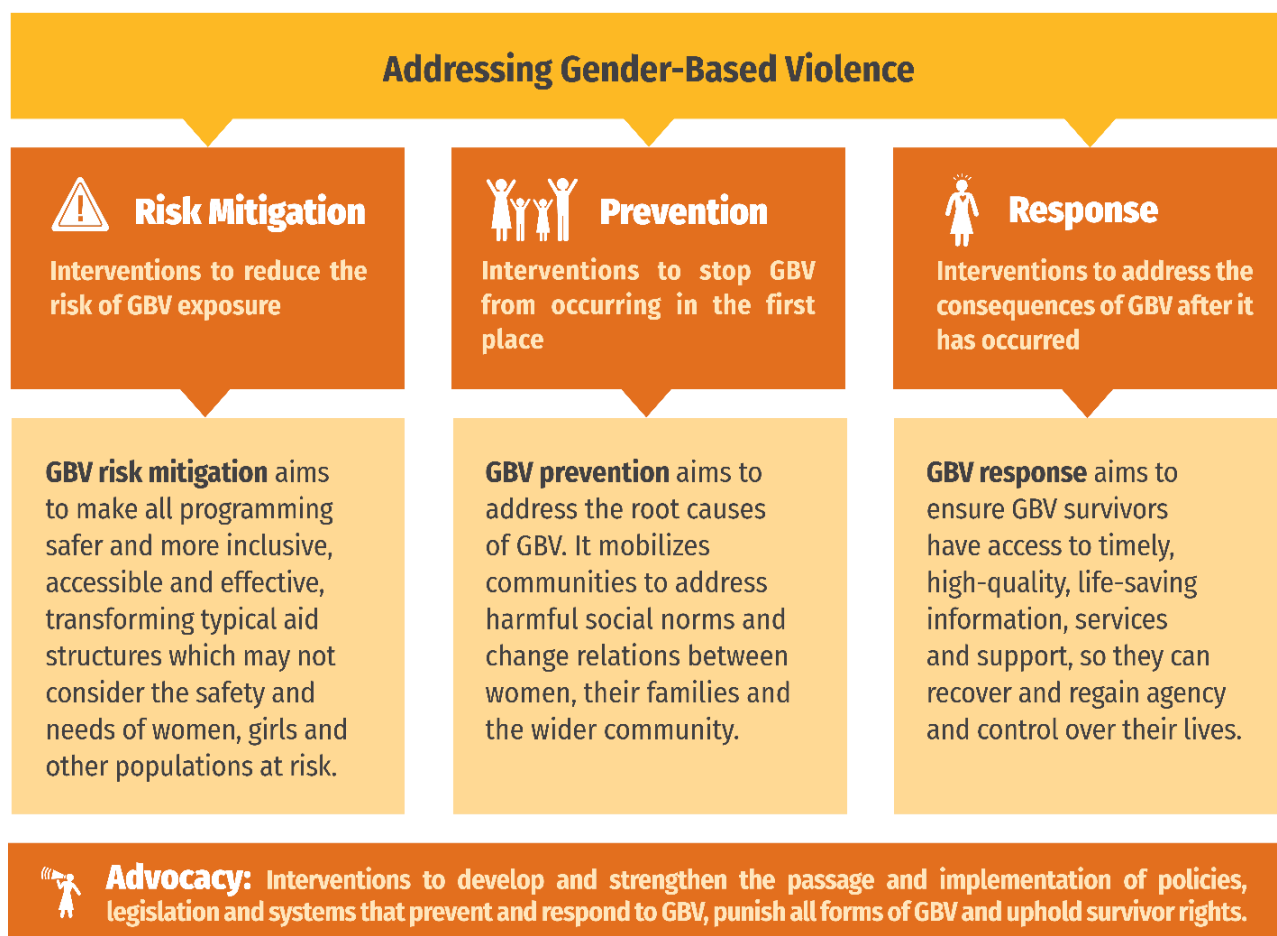 Addressing Gender-Based Violence
Risk Mitigation
Interventions to reduce the
risk of GBV exposure
Prevention
Interventions to stop GBV
from occurring in the first
place
Response
Interventions to address the
consequences of GBV after it
has occurred
GBV risk mitigation aims
to make all programming
safer and more inclusive,
accessible and effective,
transforming typical aid
structures which may not
consider the safety and
needs of women, girls and
other populations at risk.
GBV prevention aims to
address the root causes
of GBV. It mobilizes
communities to address
harmful social norms and
change relations between
women, their families and
the wider community.
GBV response aims to
ensure GBV survivors
have access to timely,
high-quality, life-saving
information, services
and support, so they can
recover and regain agency
and control over their lives.
Advocacy: Interventions to develop and strengthen the passage and implementation of policies,
legislation and systems that prevent and respond to GBV, punish all forms of GBV and uphold survivor rights.